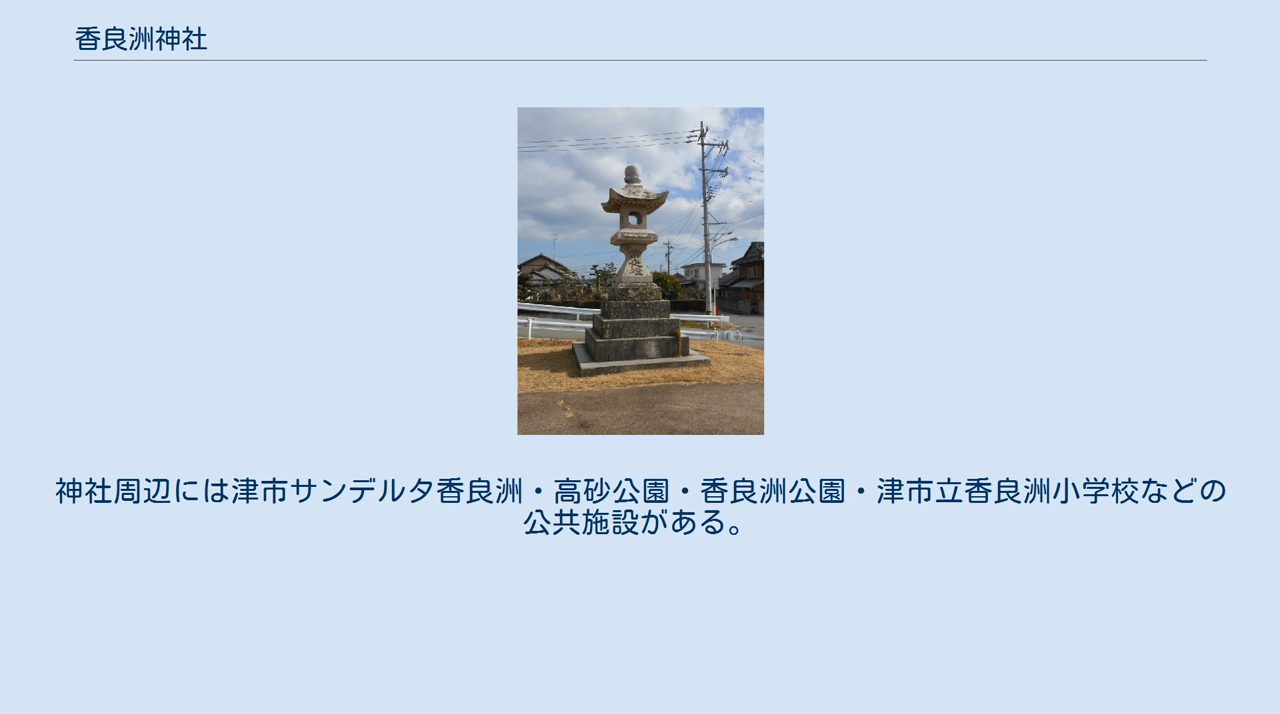 香良洲神社
神社周辺には津市サンデルタ香良洲・高砂公園・香良洲公園・津市立香良洲小学校などの
公共施設がある。